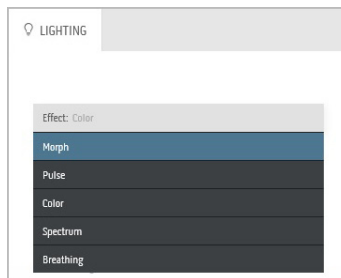 LIGHTING
Effect: Color
Morph
Pulse
Color
Spectrum
Breathing